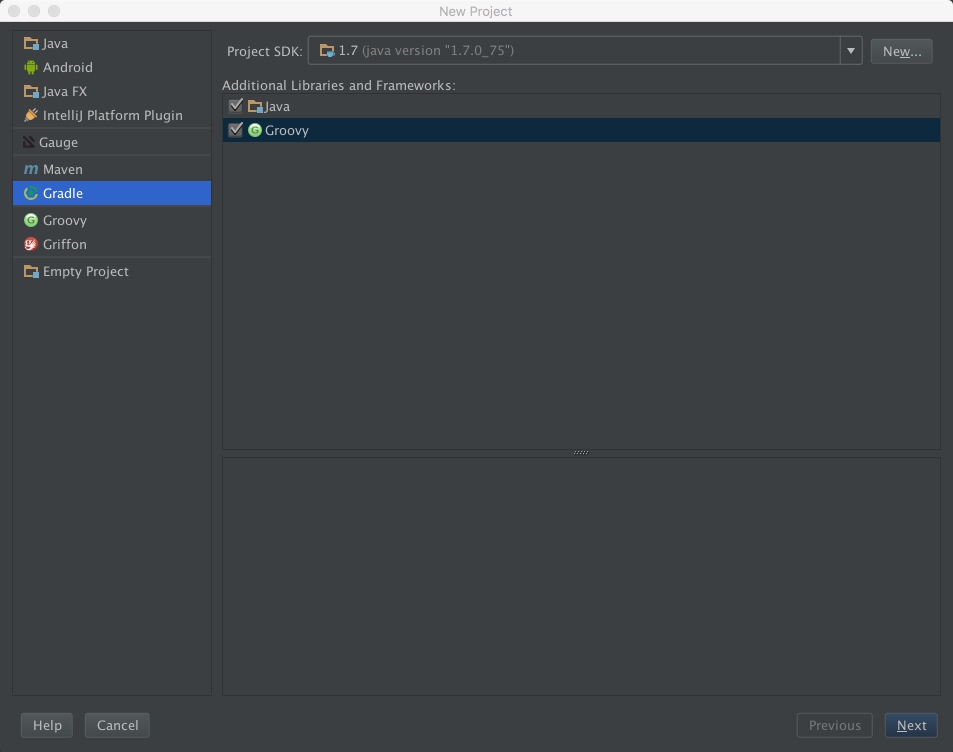 New Project
Java
Android
Java FX
IntelliJ Platform Plugin
Gauge
Maven
Gradle
Groovy
Griffon
Empty Project
Project SDK: 1.7 (java version "1.7.0_75") New...
Additional Libraries and Frameworks:
Java
Groovy
Help Cancel Previous Next